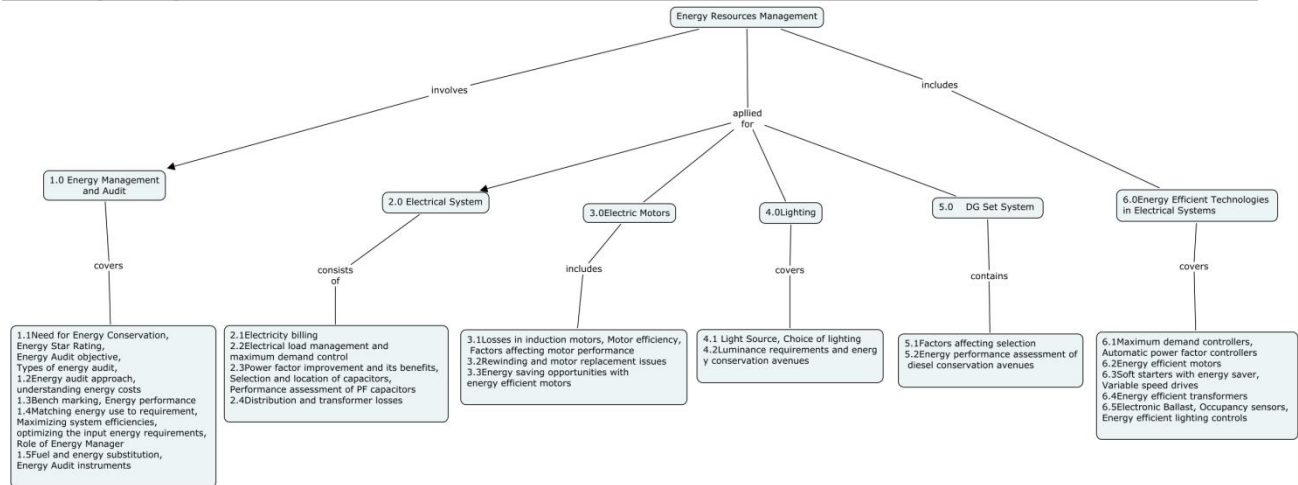 Energy Resources Management
involves
apllied
for
includes
1.0 Energy Management
and Audit
2.0 Electrical System
3.0Electric Motors
4.0Lighting
5.0 DG Set System
6.0Energy Efficient Technologies
in Electrical Systems
covers
consists
of
includes
covers
contains
covers
1.1Need for Energy Conservation,
Energy Star Rating,
Energy Audit objective,
Types of energy audit,
1.2Energy audit approach,
understanding energy costs
1.3Bench marking, Energy performance
1.4Matching energy use to requirement,
Maximizing system efficiencies,
optimizing the input energy requirements,
Role of Energy Manager
1.5Fuel and energy substitution,
Energy Audit instruments
2.1Electricity billing
2.2Electrical load management and
maximum demand control
2.3Power factor improvement and its benefits,
Selection and location of capacitors,
Performance assessment of PF capacitors
2.4Distribution and transformer losses
3.1Losses in induction motors, Motor efficiency,
Factors affecting motor performance
3.2Rewinding and motor replacement issues
3.3Energy saving opportunities with
energy efficient motors
4.1 Light Source, Choice of lighting
4.2Luminance requirements and energ
y conservation avenues
5.1Factors affecting selection
5.2Energy performance assessment of
diesel conservation avenues
6.1Maximum demand controllers,
Automatic power factor controllers
6.2Energy efficient motors
6.3Soft starters with energy saver,
Variable speed drives
6.4Energy efficient transformers
6.5Electronic Ballast, Occupancy sensors,
Energy efficient lighting controls